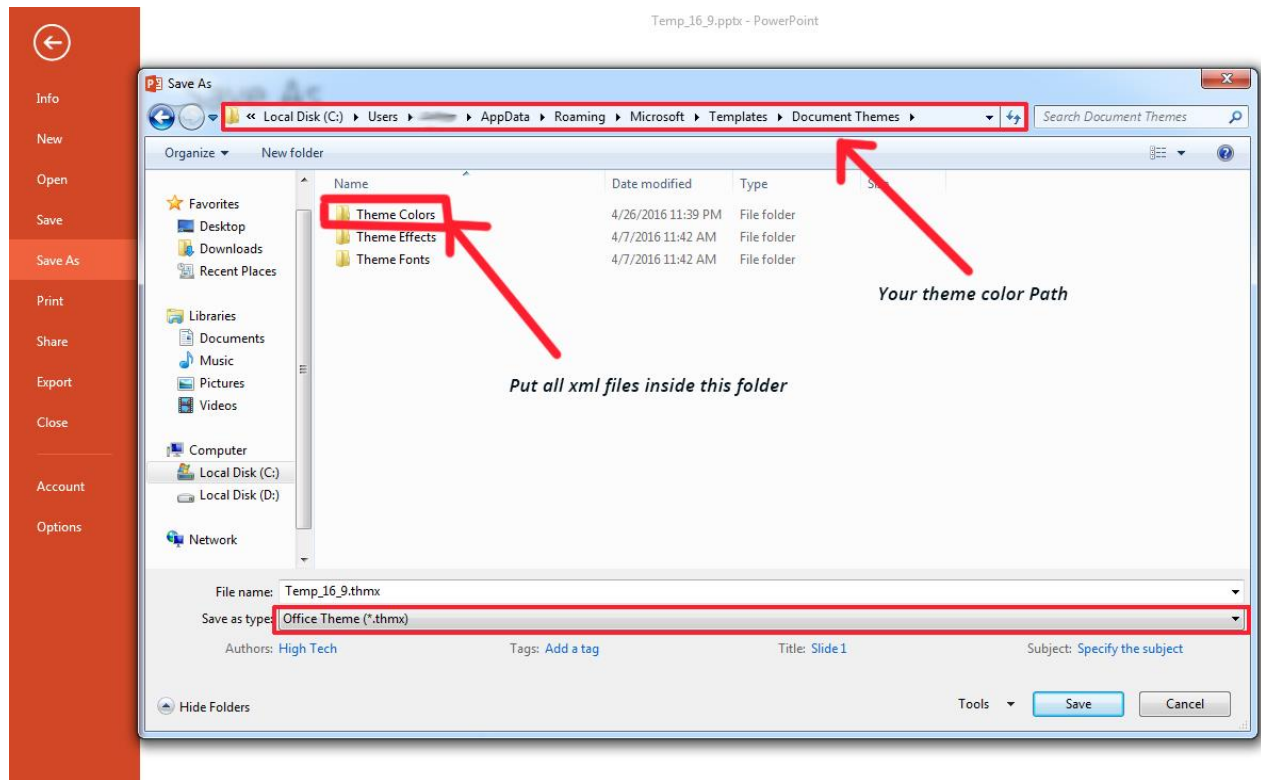 Temp_16_9.pptx - PowerPoint
Info
New
Open
Save
Save As
Print
Share
Export
Close
Account
Options
Save As
« Local Disk (C:) Users AppData Roaming Microsoft Templates Document Themes
Search Document Themes
Organize New folder
Name Date modified Type
Favorites
Desktop
Downloads
Recent Places
Libraries
Documents
Music
Pictures
Videos
Computer
Local Disk (C:)
Local Disk (D:)
Network
Theme Colors 4/26/2016 11:39 PM File folder
Theme Effects 4/7/2016 11:42 AM File folder
Theme Fonts 4/7/2016 11:42 AM File folder
Your theme color Path
Put all xml files inside this folder
File name: Temp_16_9.thmx
Save as type: Office Theme (*.thmx)
Authors: High Tech Tags: Add a tag Title: Slide 1 Subject: Specify the subject
Hide Folders Tools Save Cancel